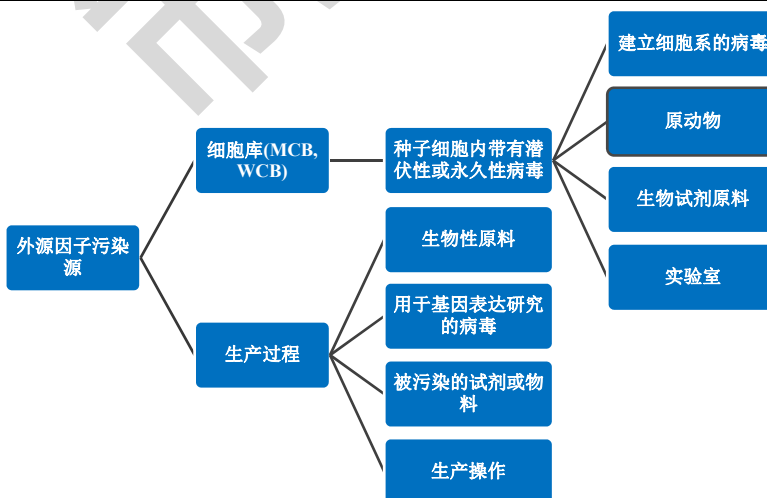 建立细胞系的病毒
原动物
细胞库(MCB,
WCB)
种子细胞内带有潜
伏性或永久性病毒
生物试剂原料
外源因子污染
源
生物性原料
实验室
用于基因表达研究
的病毒
生产过程
被污染的试剂或物
料
生产操作